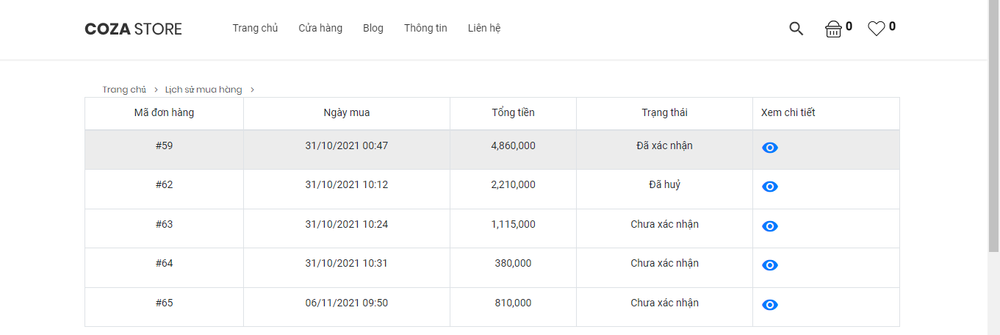 COZA STORE Trang chủ Cửa hàng Blog Thông tin Liên hệ 0 0
Trang chủ > Lịch sử mua hàng >
Mã đơn hàng Ngày mua Tổng tiền Trạng thái Xem chi tiết
#59 31/10/2021 00:47 4,860,000 Đã xác nhận
#62 31/10/2021 10:12 2,210,000 Đã huỷ
#63 31/10/2021 10:24 1,115,000 Chưa xác nhận
#64 31/10/2021 10:31 380,000 Chưa xác nhận
#65 06/11/2021 09:50 810,000 Chưa xác nhận